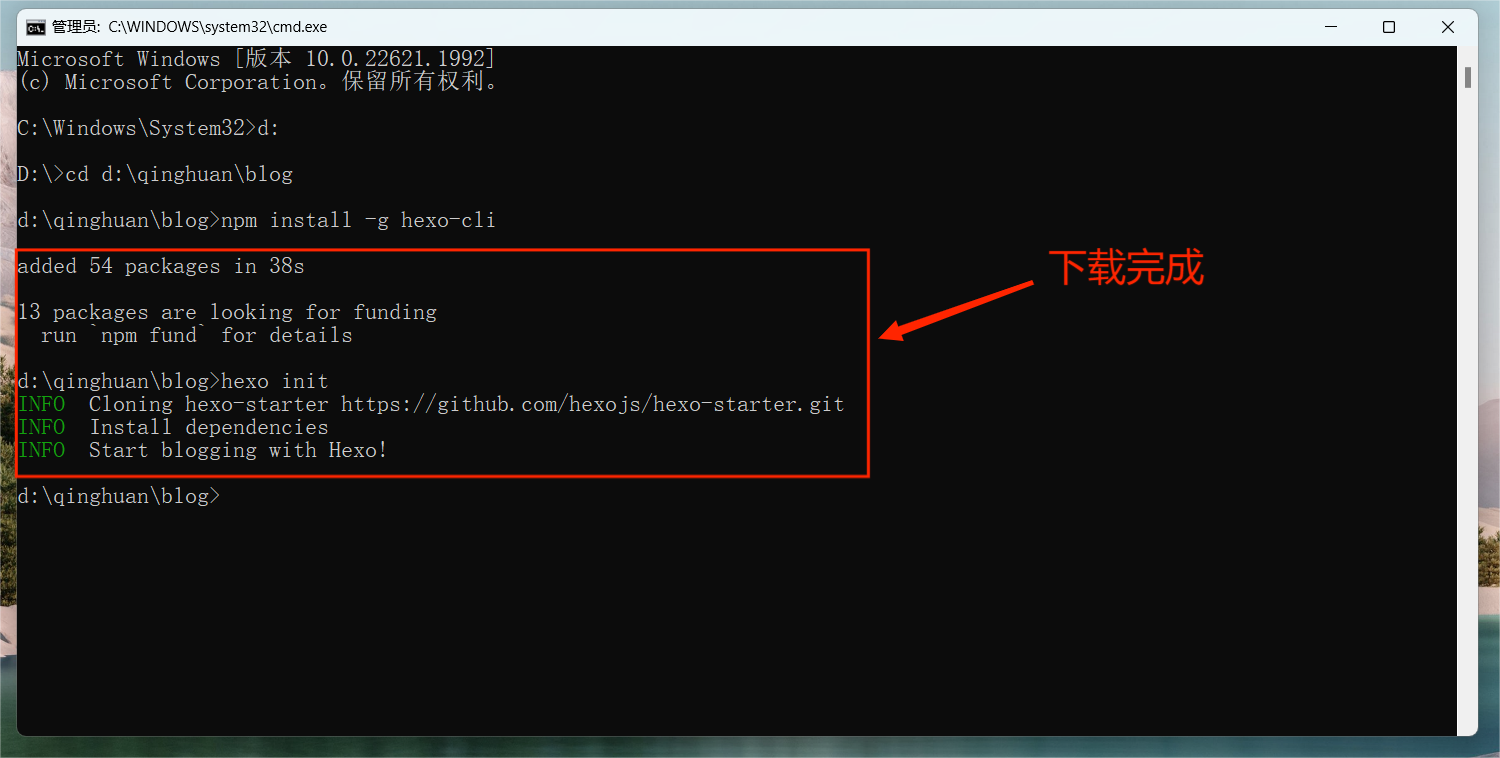 管理员: C:\WINDOWS\system32\cmd.exe
Microsoft Windows [版本 10.0.22621.1992]
(c) Microsoft Corporation。保留所有权利。
C:\Windows\System32>d:
D:\>cd d:\qinghuan\blog
d:\qinghuan\blog>npm install -g hexo-cli
added 54 packages in 38s
下载完成
13 packages are looking for funding
run `npm fund` for details
d:\qinghuan\blog>hexo init
INFO  Cloning hexo-starter https://github.com/hexojs/hexo-starter.git
INFO  Install dependencies
INFO  Start blogging with Hexo!
d:\qinghuan\blog>